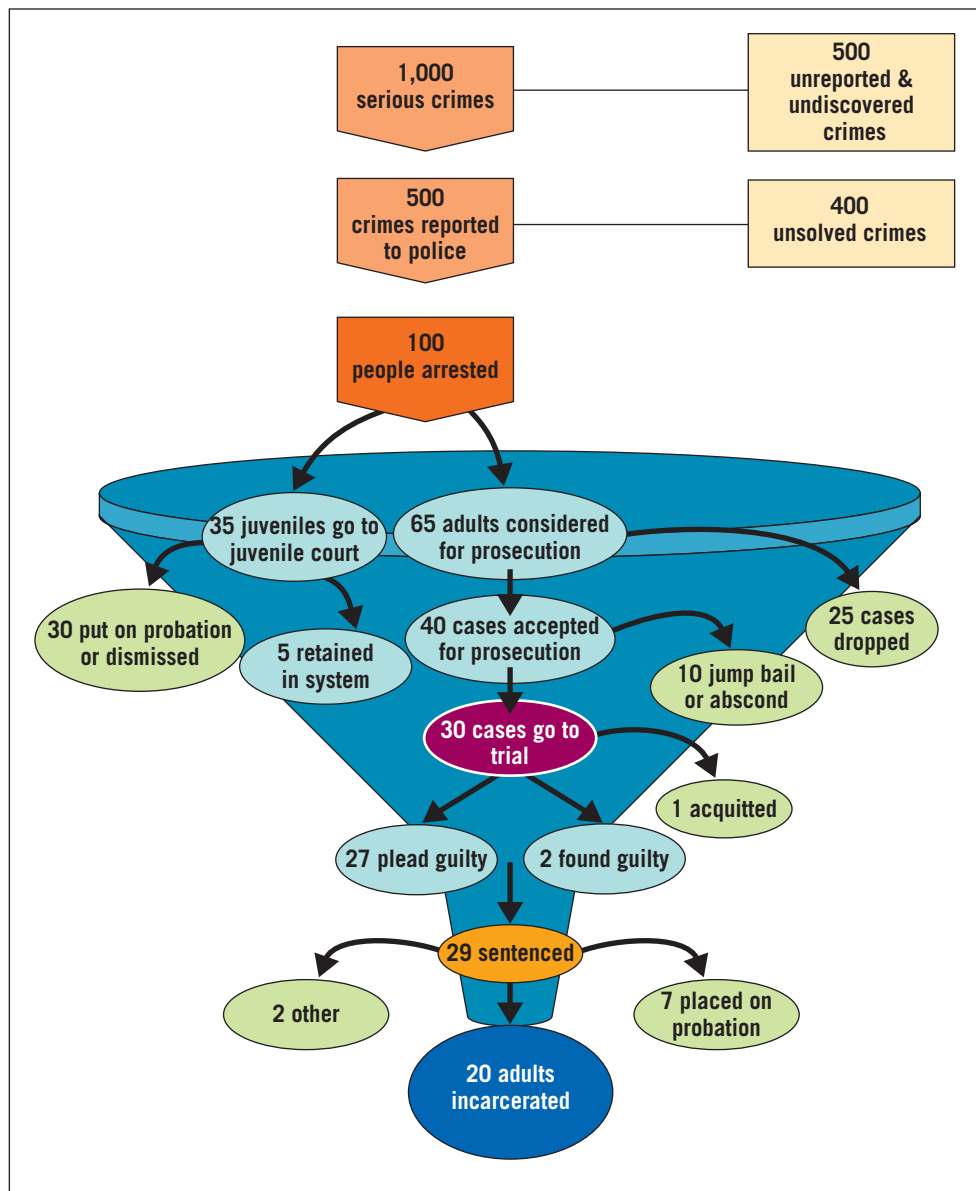 1,000
serious crimes
500
unreported &
undiscovered
crimes
500
crimes reported
to police
400
unsolved crimes
100
people arrested
35 juveniles go to
juvenile court
65 adults considered
for prosecution
30 put on probation
or dismissed
5 retained
in system
40 cases accepted
for prosecution
25 cases
dropped
10 jump bail
or abscond
30 cases go to
trial
1 acquitted
27 plead guilty
2 found guilty
29 sentenced
2 other
7 placed on
probation
20 adults
incarcerated